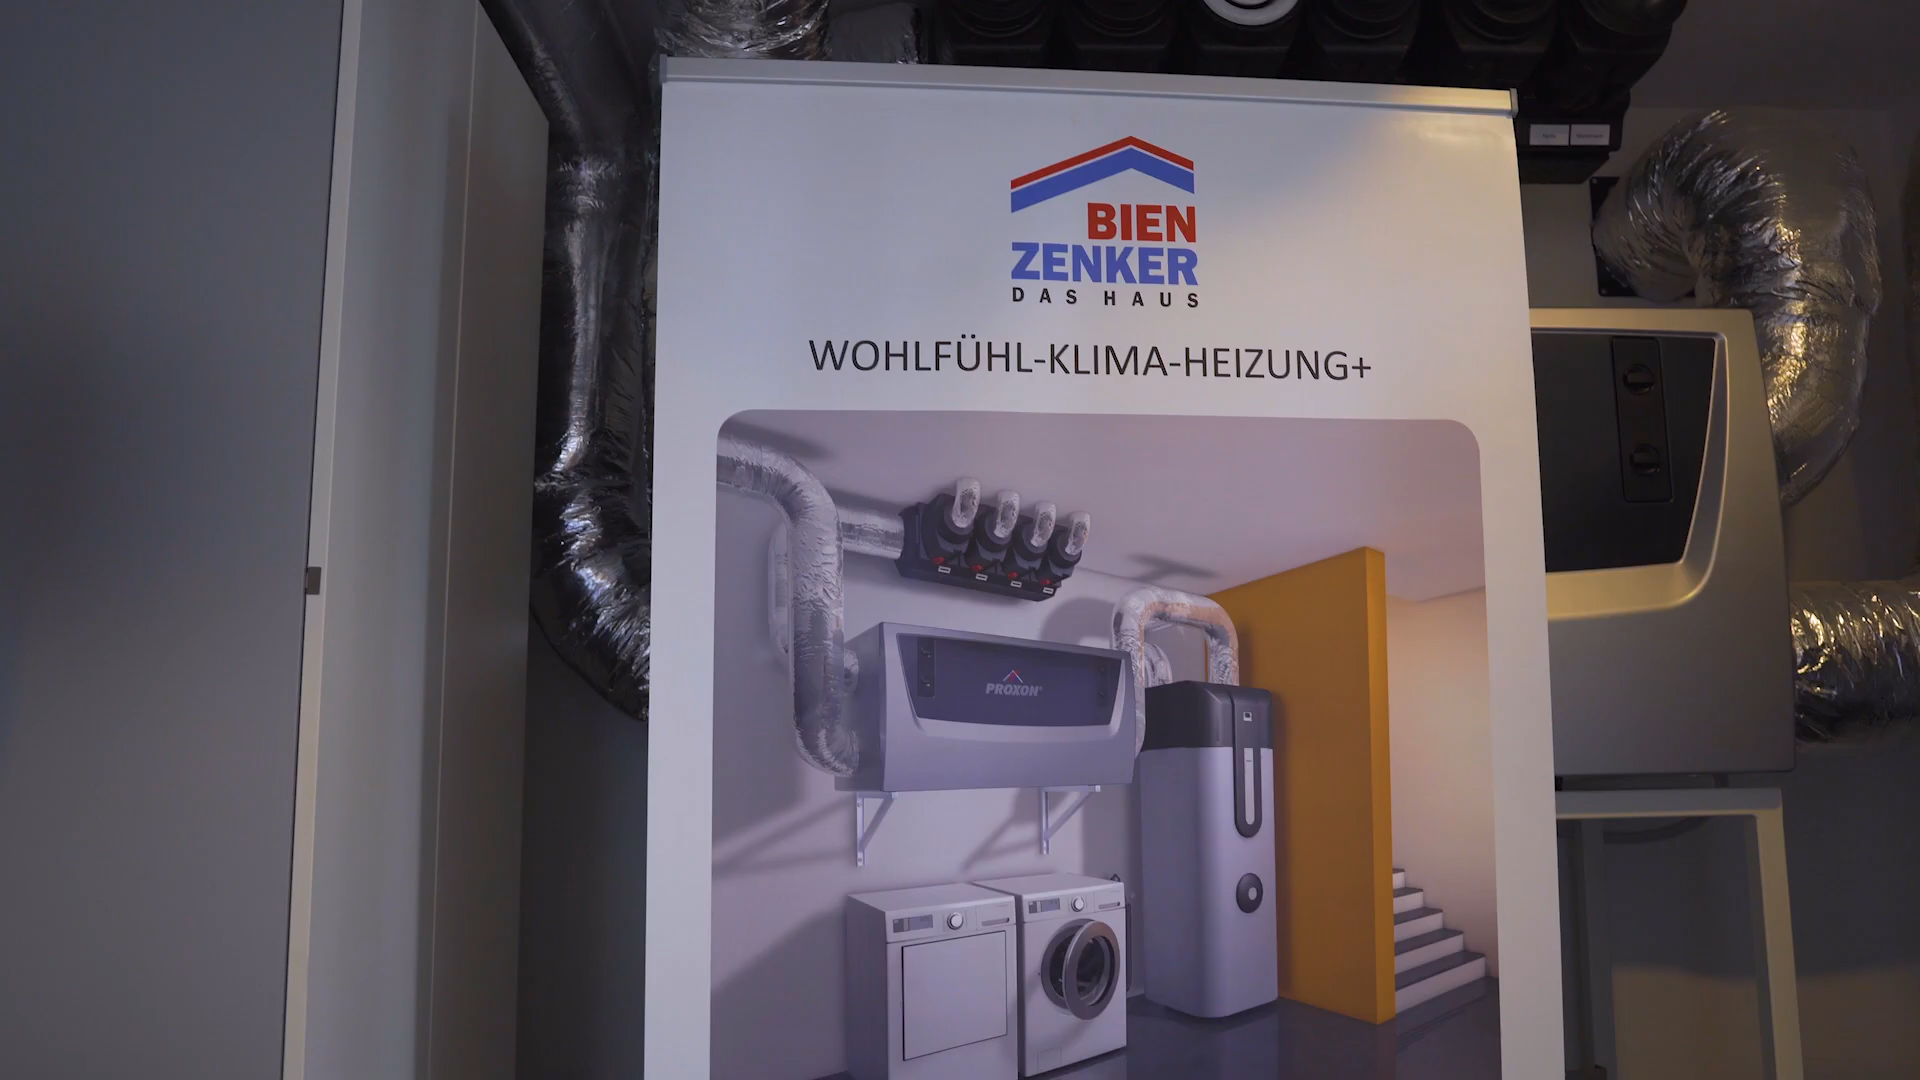 BIEN
ZENKER
DAS HAUS
WOHLFÜHL-KLIMA-HEIZUNG+
PROXON